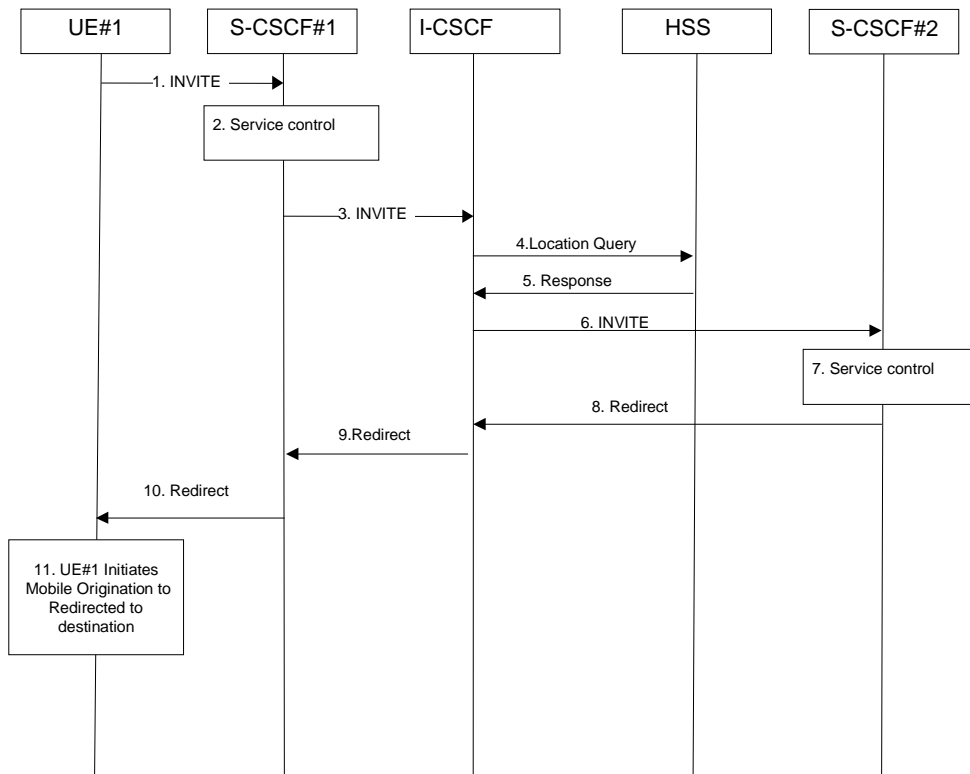 UE#1
S-CSCF#1
I-CSCF
HSS
S-CSCF#2
1. INVITE
2. Service control
3. INVITE
4.Location Query
5. Response
6. INVITE
7. Service control
8. Redirect
9.Redirect
10. Redirect
11. UE#1 Initiates
Mobile Origination to
Redirected to
destination